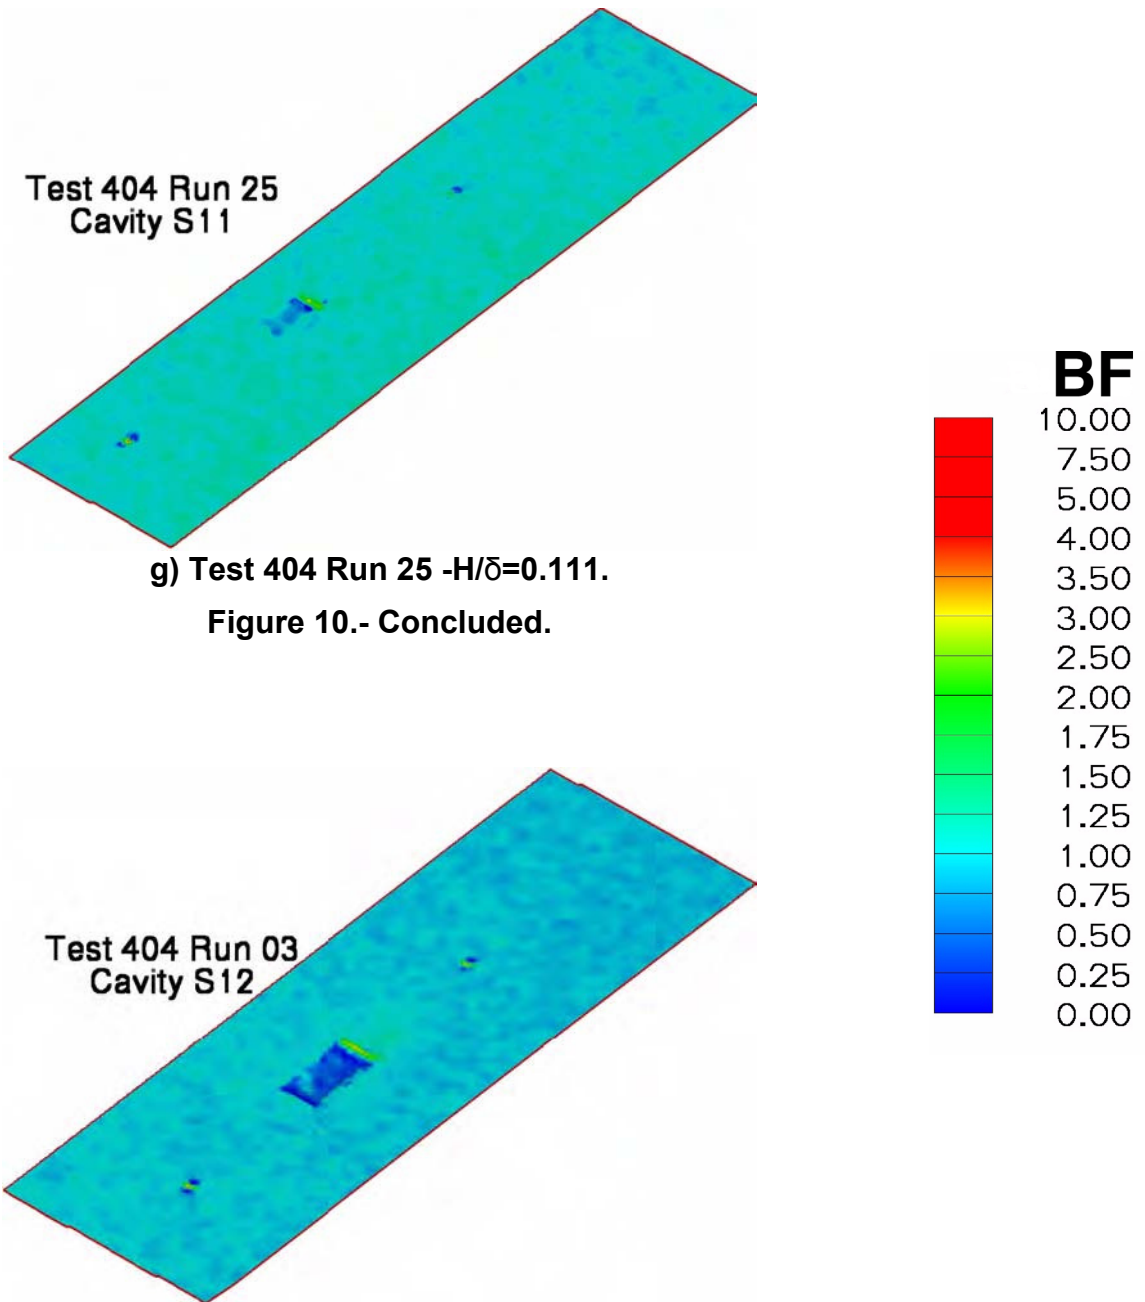 Test 404 Run 25
Cavity S11
g) Test 404 Run 25 -H/δ=0.111.
Figure 10.- Concluded.
BF
10.00
7.50
5.00
4.00
3.50
3.00
2.50
2.00
1.75
1.50
1.25
1.00
0.75
0.50
0.25
0.00
Test 404 Run 03
Cavity S12